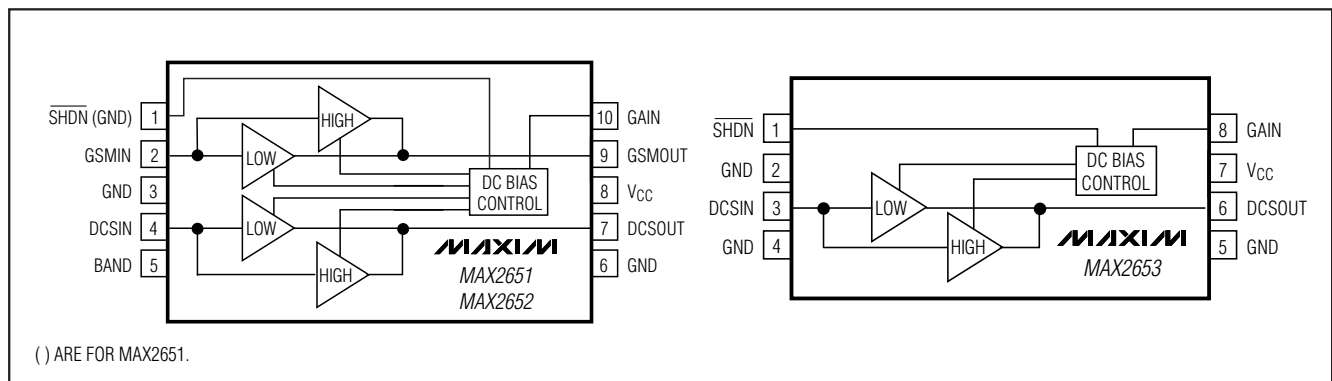 SHDN (GND) 1
GSMIN 2
GND 3
DCSIN 4
BAND 5
HIGH
LOW
LOW
HIGH
DC BIAS
CONTROL
10 GAIN
9 GSMOUT
8 VCC
7 DCSOUT
6 GND
MAXIM
MAX2651
MAX2652
SHDN 1
GND 2
DCSIN 3
GND 4
LOW
HIGH
DC BIAS
CONTROL
8 GAIN
7 VCC
6 DCSOUT
5 GND
MAXIM
MAX2653
( ) ARE FOR MAX2651.